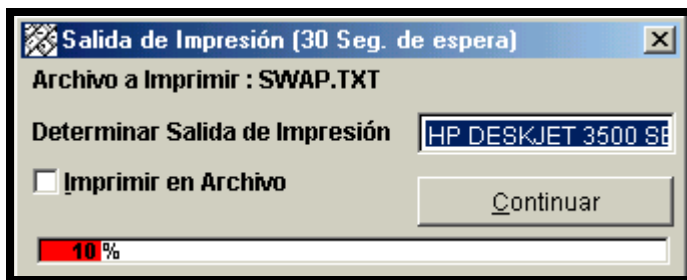 Salida de Impresión (30 Seg. de espera)
Archivo a Imprimir : SWAP.TXT
Determinar Salida de Impresión HP DESKJET 3500 SE
Imprimir en Archivo
Continuar
10 %